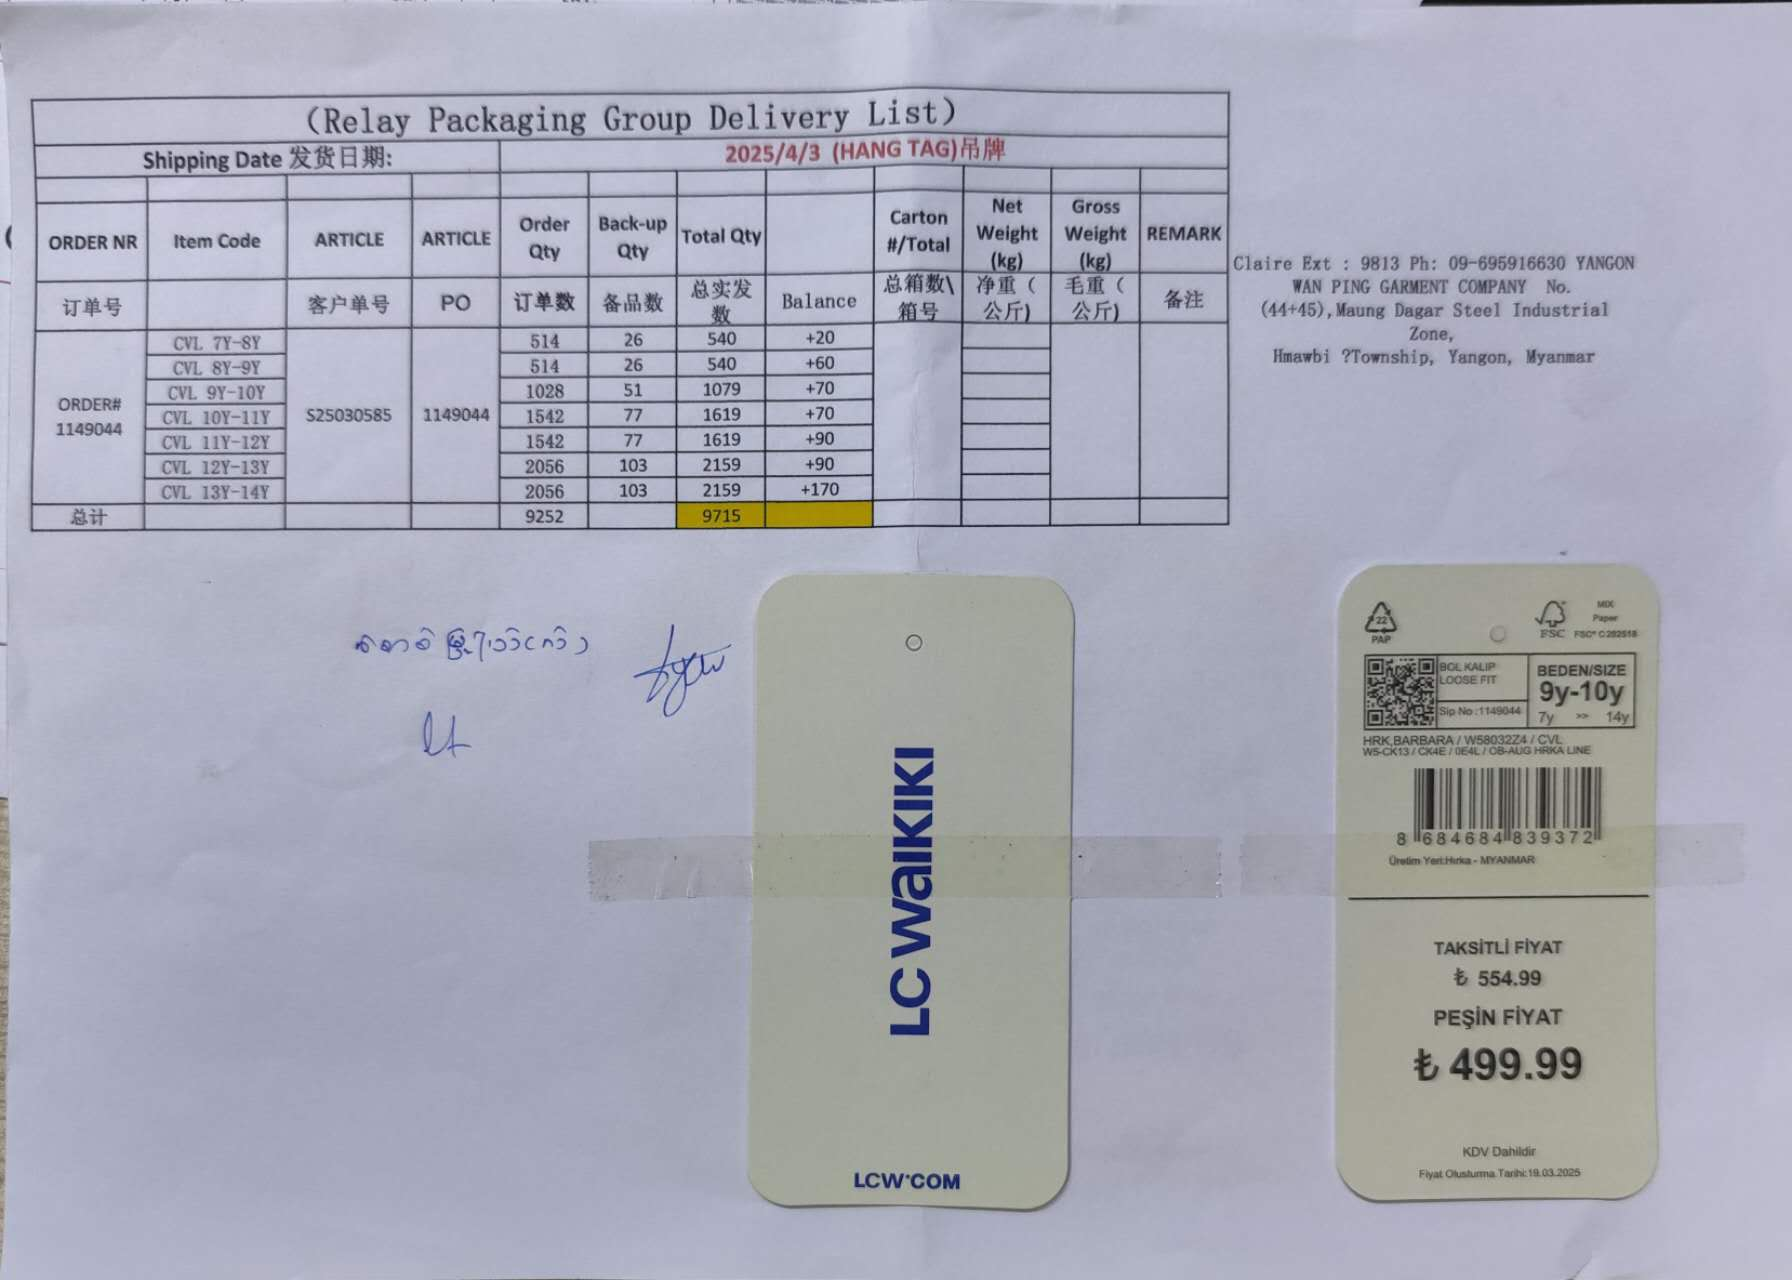 (Relay Packaging Group Delivery List)
Shipping Date 发货日期: 2025/4/3 (HANG TAG)吊牌
ORDER NR Item Code ARTICLE ARTICLE Order Qty Back-up Qty Total Qty Carton #/Total Net Weight (kg) Gross Weight (kg) REMARK
订单号 客户单号 PO 订单数 备品数 总实发数 Balance 总箱数\箱号 净重(公斤) 毛重(公斤) 备注
ORDER# 1149044 S25030585 1149044
CVL 7Y-8Y 514 26 540 +20
CVL 8Y-9Y 514 26 540 +60
CVL 9Y-10Y 1028 51 1079 +70
CVL 10Y-11Y 1542 77 1619 +70
CVL 11Y-12Y 1542 77 1619 +90
CVL 12Y-13Y 2056 103 2159 +90
CVL 13Y-14Y 2056 103 2159 +170
总计 9252 9715
Claire Ext : 9813 Ph: 09-695916630 YANGON
WAN PING GARMENT COMPANY No.
(44+45),Maung Dagar Steel Industrial
Zone,
Hmawbi ?Township, Yangon, Myanmar
LC WAIKIKI
LCW*COM
22
PAP
FSC
MIX
Paper
FSC® C282518
BOL KALIP
LOOSE FIT
Sip No :1149044
BEDEN/SIZE
9y-10y
7y >> 14y
HRK,BARBARA / W58032Z4 / CVL
W5-CK13 / CK4E / 0E4L / OB-AUG HRKA LINE
8 684684 839372
Üretim Yeri:Hırka - MYANMAR
TAKSİTLİ FİYAT
₺ 554.99
PEŞİN FİYAT
₺ 499.99
KDV Dahildir
Fiyat Olusturma Tarihi:19.03.2025